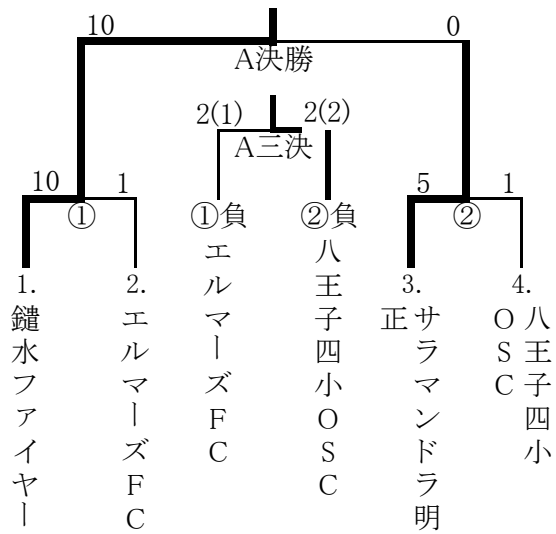 10
0
A決勝
2(1)
2(2)
A三決
10
1
5
1
①
①負
②負
②
エルマーズFC
八王子四小OSC
1.
2.
3.
4.
鑓水ファイヤー
エルマーズFC
サラマンドラ明
正
八王子四小
OSC